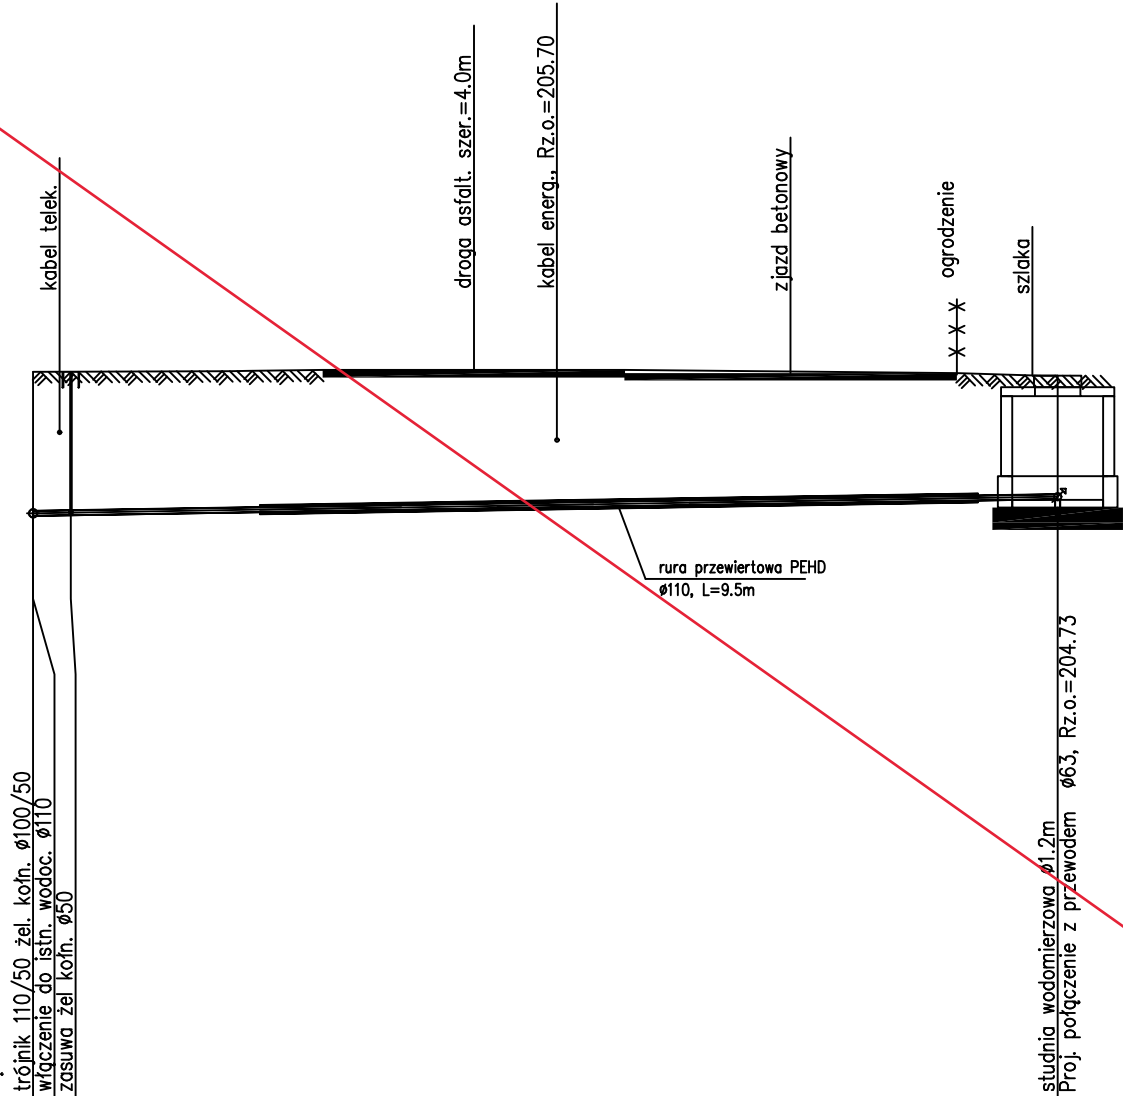 kabel telek.
droga asfalt. szer.=4.0m
kabel energ., Rz.o.=205.70
zjazd betonowy
ogrodzenie
szlaka
rura przewiertowa PEHD
ø110, L=9.5m
trójnik 110/50 żel. kołn. ø100/50
włączenie do istn. wodoc. ø110
zasuwa żel kołn. ø50
studnia wodomierzowa ø1.2m
Proj. połączenie z przewodem ø63, Rz.o.=204.73